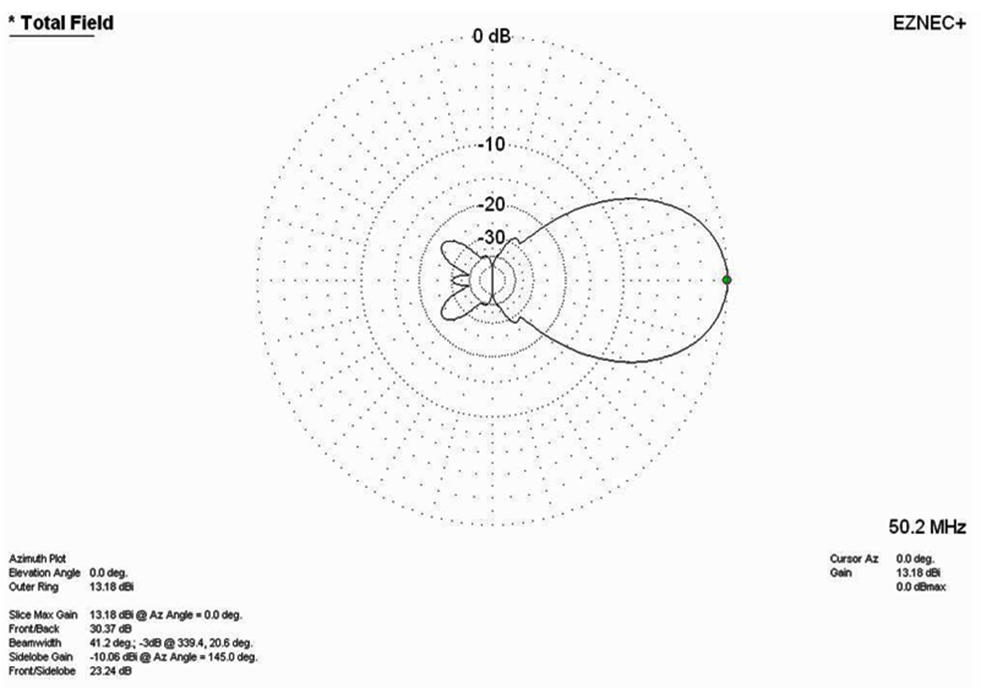 * Total Field
EZNEC+
0 dB
-10
-20
-30
50.2 MHz
Azimuth Plot
Elevation Angle 0.0 deg.
Outer Ring 13.18 dBi
Cursor Az 0.0 deg.
Gain 13.18 dBi
0.0 dBmax
Slice Max Gain 13.18 dBi @ Az Angle = 0.0 deg.
Front/Back 30.37 dB
Beamwidth 41.2 deg.; -3dB @ 339.4, 20.6 deg.
Sidelobe Gain -10.06 dBi @ Az Angle = 145.0 deg.
Front/Sidelobe 23.24 dB